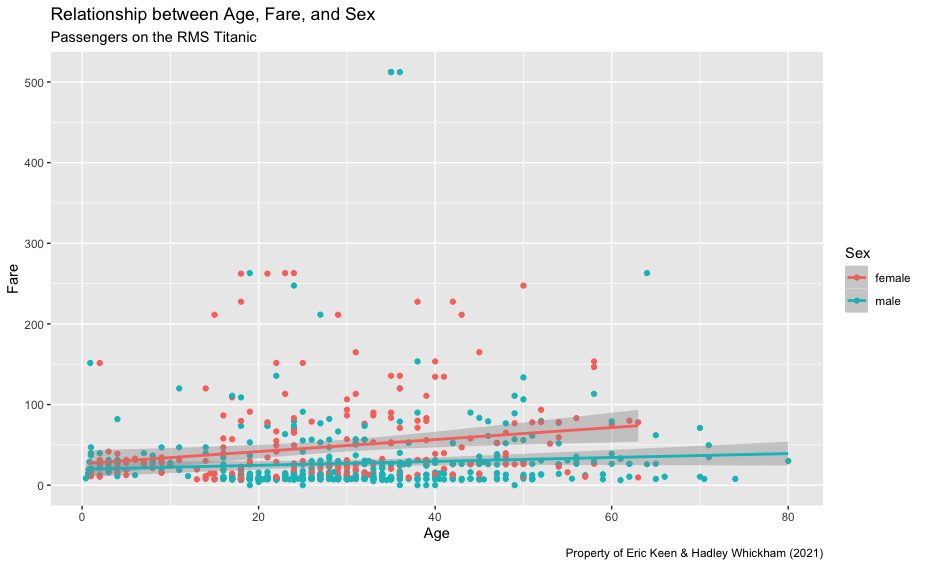 Relationship between Age, Fare, and Sex
Passengers on the RMS Titanic
500
400
300
200
100
0
Fare
0 20 40 60 80
Age
Sex
female
male
Property of Eric Keen & Hadley Whickham (2021)